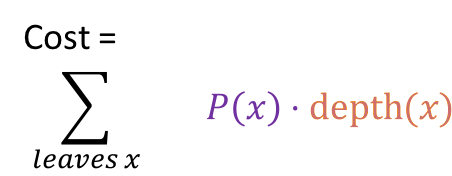 Cost =
∑ P(x) · depth(x)
leaves x